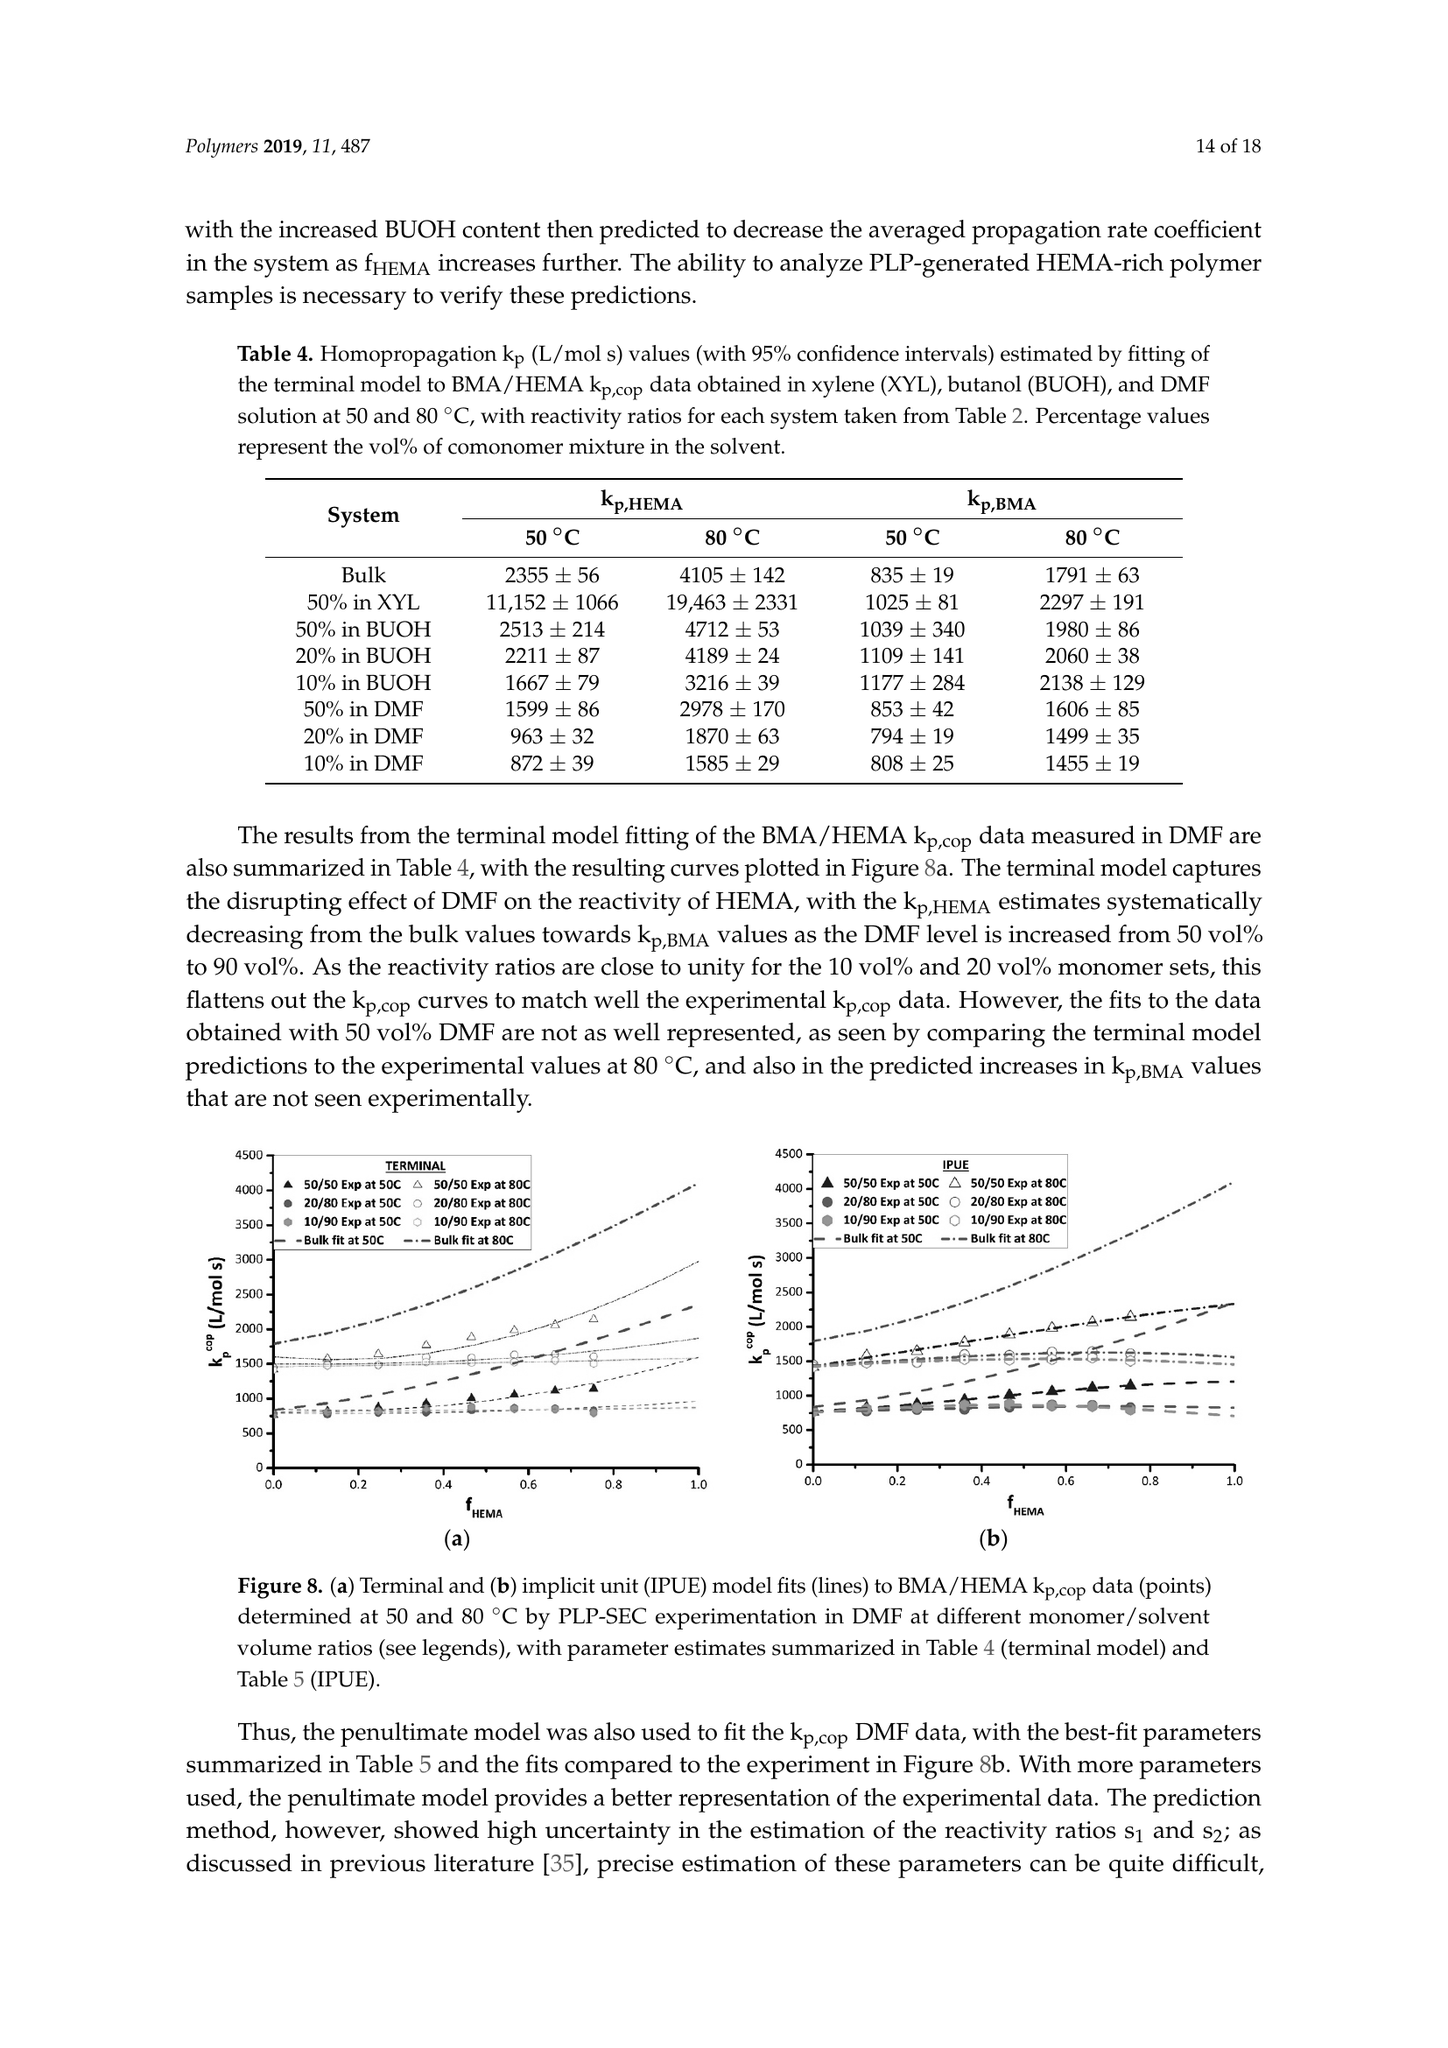 Polymers 2019, 11, 487
14 of 18
with the increased BUOH content then predicted to decrease the averaged propagation rate coefficient
in the system as fHEMA increases further. The ability to analyze PLP-generated HEMA-rich polymer
samples is necessary to verify these predictions.
Table 4. Homopropagation kp (L/mol s) values (with 95% confidence intervals) estimated by fitting of
the terminal model to BMA/HEMA kp,cop data obtained in xylene (XYL), butanol (BUOH), and DMF
solution at 50 and 80 °C, with reactivity ratios for each system taken from Table 2. Percentage values
represent the vol% of comonomer mixture in the solvent.
System kp,HEMA kp,BMA
50 °C 80 °C 50 °C 80 °C
Bulk 2355 ± 56 4105 ± 142 835 ± 19 1791 ± 63
50% in XYL 11,152 ± 1066 19,463 ± 2331 1025 ± 81 2297 ± 191
50% in BUOH 2513 ± 214 4712 ± 53 1039 ± 340 1980 ± 86
20% in BUOH 2211 ± 87 4189 ± 24 1109 ± 141 2060 ± 38
10% in BUOH 1667 ± 79 3216 ± 39 1177 ± 284 2138 ± 129
50% in DMF 1599 ± 86 2978 ± 170 853 ± 42 1606 ± 85
20% in DMF 963 ± 32 1870 ± 63 794 ± 19 1499 ± 35
10% in DMF 872 ± 39 1585 ± 29 808 ± 25 1455 ± 19
The results from the terminal model fitting of the BMA/HEMA kp,cop data measured in DMF are
also summarized in Table 4, with the resulting curves plotted in Figure 8a. The terminal model captures
the disrupting effect of DMF on the reactivity of HEMA, with the kp,HEMA estimates systematically
decreasing from the bulk values towards kp,BMA values as the DMF level is increased from 50 vol%
to 90 vol%. As the reactivity ratios are close to unity for the 10 vol% and 20 vol% monomer sets, this
flattens out the kp,cop curves to match well the experimental kp,cop data. However, the fits to the data
obtained with 50 vol% DMF are not as well represented, as seen by comparing the terminal model
predictions to the experimental values at 80 °C, and also in the predicted increases in kp,BMA values
that are not seen experimentally.
TERMINAL
50/50 Exp at 50C 50/50 Exp at 80C
20/80 Exp at 50C 20/80 Exp at 80C
10/90 Exp at 50C 10/90 Exp at 80C
Bulk fit at 50C Bulk fit at 80C
4500
4000
3500
3000
2500
2000
1500
1000
500
0
kp cop (L/mol s)
0.0 0.2 0.4 0.6 0.8 1.0
fHEMA
(a)
IPUE
50/50 Exp at 50C 50/50 Exp at 80C
20/80 Exp at 50C 20/80 Exp at 80C
10/90 Exp at 50C 10/90 Exp at 80C
Bulk fit at 50C Bulk fit at 80C
4500
4000
3500
3000
2500
2000
1500
1000
500
0
kp cop (L/mol s)
0.0 0.2 0.4 0.6 0.8 1.0
fHEMA
(b)
Figure 8. (a) Terminal and (b) implicit unit (IPUE) model fits (lines) to BMA/HEMA kp,cop data (points)
determined at 50 and 80 °C by PLP-SEC experimentation in DMF at different monomer/solvent
volume ratios (see legends), with parameter estimates summarized in Table 4 (terminal model) and
Table 5 (IPUE).
Thus, the penultimate model was also used to fit the kp,cop DMF data, with the best-fit parameters
summarized in Table 5 and the fits compared to the experiment in Figure 8b. With more parameters
used, the penultimate model provides a better representation of the experimental data. The prediction
method, however, showed high uncertainty in the estimation of the reactivity ratios s1 and s2; as
discussed in previous literature [35], precise estimation of these parameters can be quite difficult,